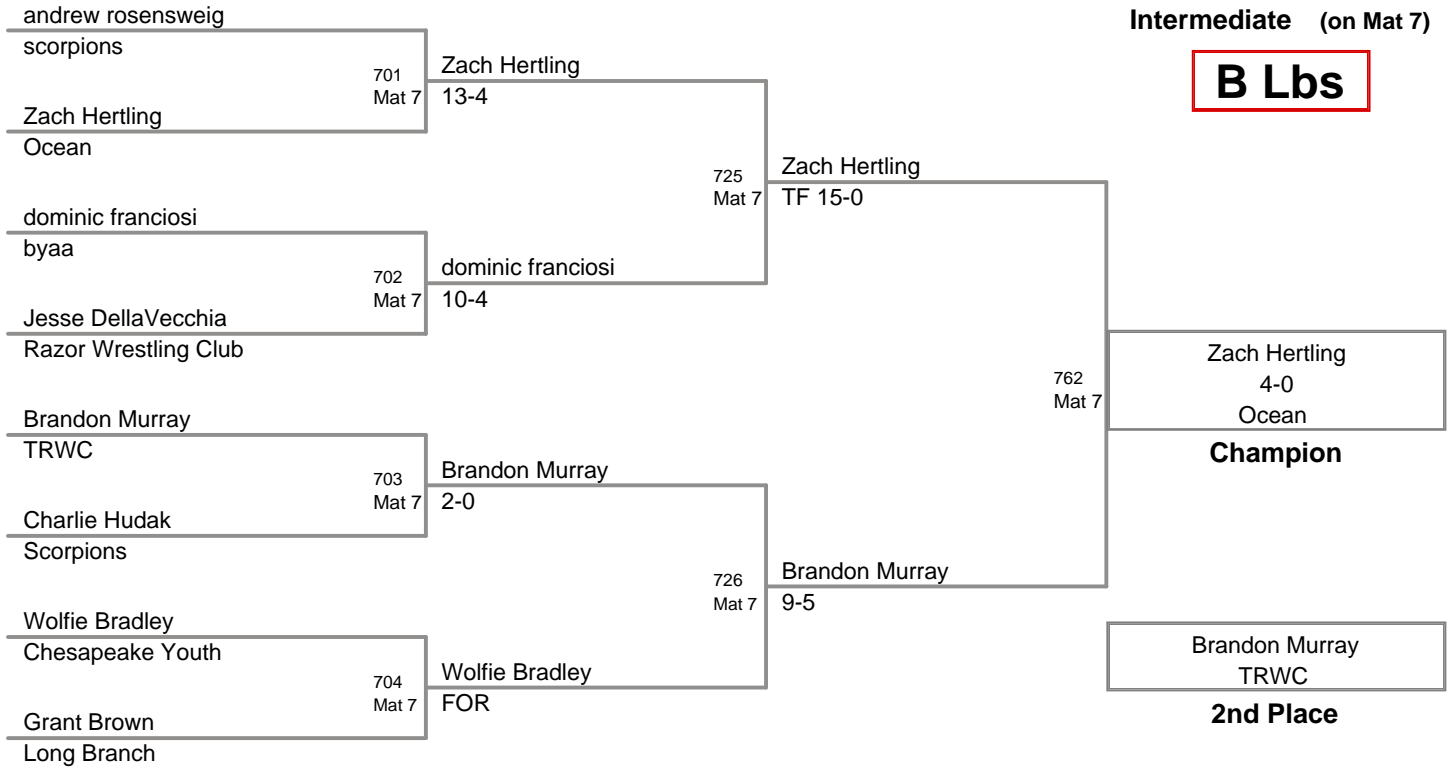 andrew rosensweig
scorpions
701
Mat 7
Zach Hertling
13-4
Zach Hertling
Ocean
725
Mat 7
Zach Hertling
TF 15-0
dominic franciosi
byaa
702
Mat 7
dominic franciosi
10-4
Jesse DellaVecchia
Razor Wrestling Club
762
Mat 7
Brandon Murray
TRWC
703
Mat 7
Brandon Murray
2-0
Charlie Hudak
Scorpions
726
Mat 7
Brandon Murray
9-5
Wolfie Bradley
Chesapeake Youth
704
Mat 7
Wolfie Bradley
FOR
Grant Brown
Long Branch
Intermediate (on Mat 7)
B Lbs
Zach Hertling
4-0
Ocean
Champion
Brandon Murray
TRWC
2nd Place